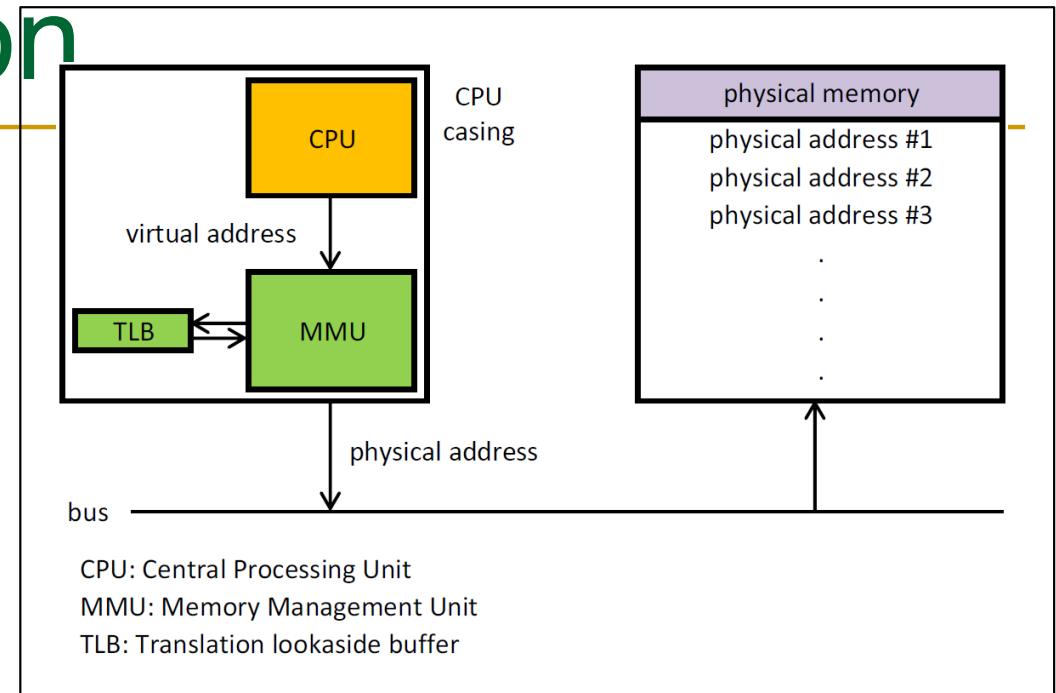 on
CPU
CPU
casing
virtual address
TLB
MMU
physical address
bus
physical memory
physical address #1
physical address #2
physical address #3
.
.
.
.
CPU: Central Processing Unit
MMU: Memory Management Unit
TLB: Translation lookaside buffer